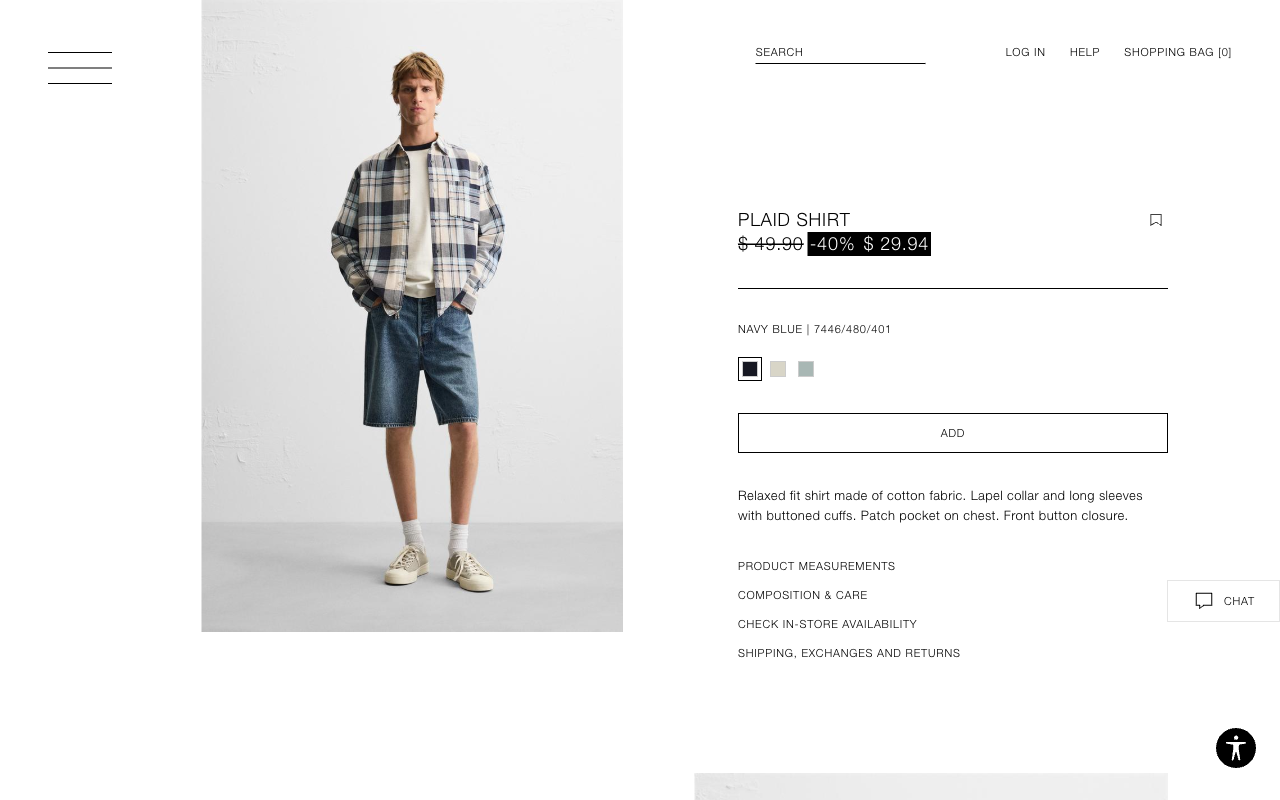 SEARCH
LOG IN
HELP
SHOPPING BAG [0]
PLAID SHIRT
$ 49.90 -40% $ 29.94
NAVY BLUE | 7446/480/401
ADD
Relaxed fit shirt made of cotton fabric. Lapel collar and long sleeves
with buttoned cuffs. Patch pocket on chest. Front button closure.
PRODUCT MEASUREMENTS
COMPOSITION & CARE
CHECK IN-STORE AVAILABILITY
SHIPPING, EXCHANGES AND RETURNS
CHAT